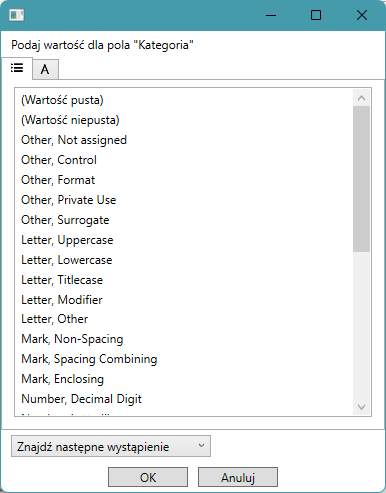 Podaj wartość dla pola "Kategoria"
A
(Wartość pusta)
(Wartość niepusta)
Other, Not assigned
Other, Control
Other, Format
Other, Private Use
Other, Surrogate
Letter, Uppercase
Letter, Lowercase
Letter, Titlecase
Letter, Modifier
Letter, Other
Mark, Non-Spacing
Mark, Spacing Combining
Mark, Enclosing
Number, Decimal Digit
Znajdź następne wystąpienie
OK
Anuluj